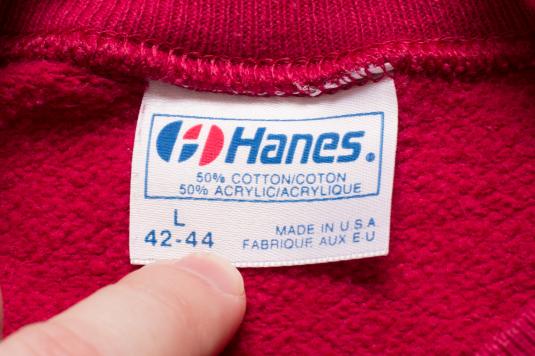 Hanes®
50% COTTON/COTON
50% ACRYLIC/ACRYLIQUE
L
42-44
MADE IN U.S.A
FABRIQUE AUX E-U